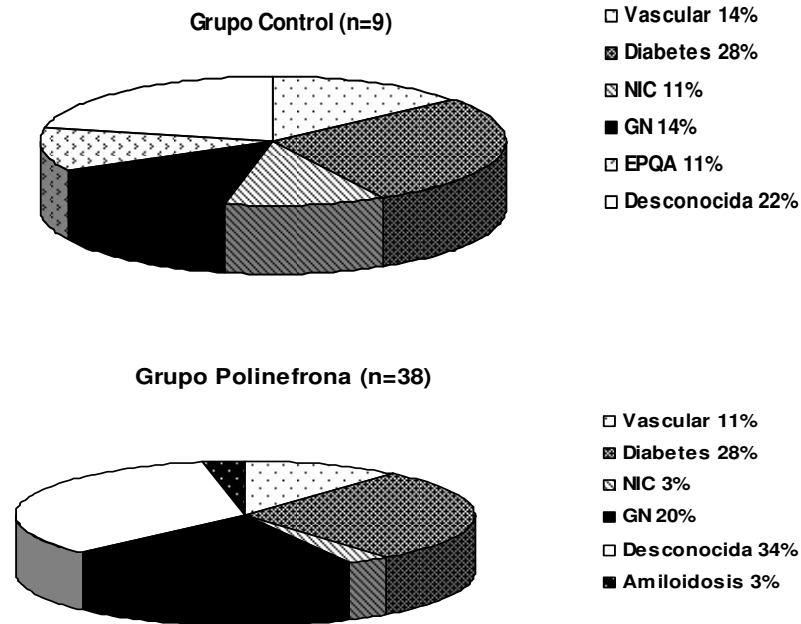 Grupo Control (n=9)
Vascular 14%
Diabetes 28%
NIC 11%
GN 14%
EPQA 11%
Desconocida 22%
Grupo Polinefrona (n=38)
Vascular 11%
Diabetes 28%
NIC 3%
GN 20%
Desconocida 34%
Amiloidosis 3%